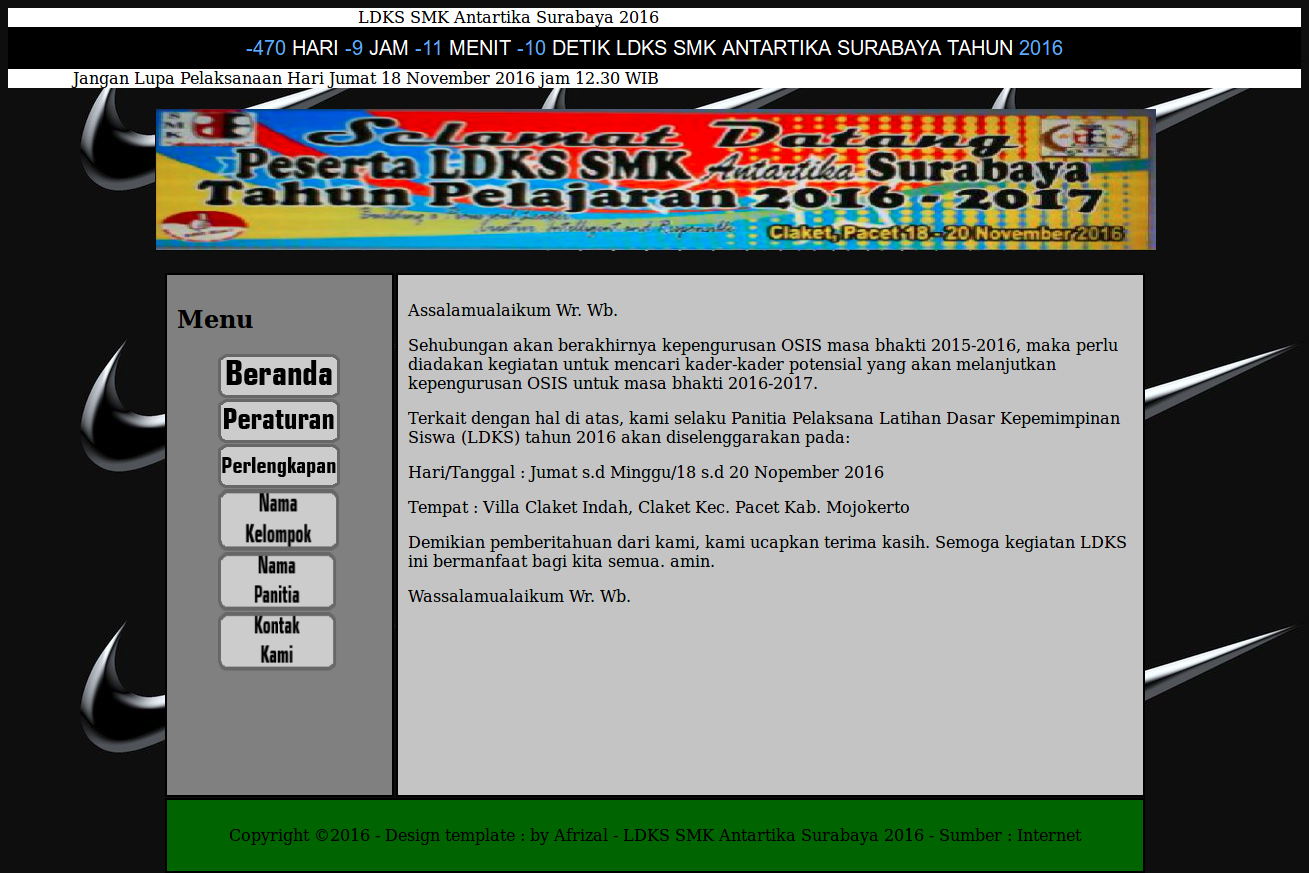 LDKS SMK Antartika Surabaya 2016
-470 HARI -9 JAM -11 MENIT -10 DETIK LDKS SMK ANTARTIKA SURABAYA TAHUN 2016
Jangan Lupa Pelaksanaan Hari Jumat 18 November 2016 jam 12.30 WIB
SMK
Selamat Datang
Peserta LDKS SMK Antartika Surabaya
Tahun Pelajaran 2016 - 2017
Creative, Intelligent and Responsible
Claket, Pacet 18 - 20 November 2016
Menu
Beranda
Peraturan
Perlengkapan
Nama
Kelompok
Nama
Panitia
Kontak
Kami
Assalamualaikum Wr. Wb.
Sehubungan akan berakhirnya kepengurusan OSIS masa bhakti 2015-2016, maka perlu
diadakan kegiatan untuk mencari kader-kader potensial yang akan melanjutkan
kepengurusan OSIS untuk masa bhakti 2016-2017.
Terkait dengan hal di atas, kami selaku Panitia Pelaksana Latihan Dasar Kepemimpinan
Siswa (LDKS) tahun 2016 akan diselenggarakan pada:
Hari/Tanggal : Jumat s.d Minggu/18 s.d 20 Nopember 2016
Tempat : Villa Claket Indah, Claket Kec. Pacet Kab. Mojokerto
Demikian pemberitahuan dari kami, kami ucapkan terima kasih. Semoga kegiatan LDKS
ini bermanfaat bagi kita semua. amin.
Wassalamualaikum Wr. Wb.
Copyright ©2016 - Design template : by Afrizal - LDKS SMK Antartika Surabaya 2016 - Sumber : Internet